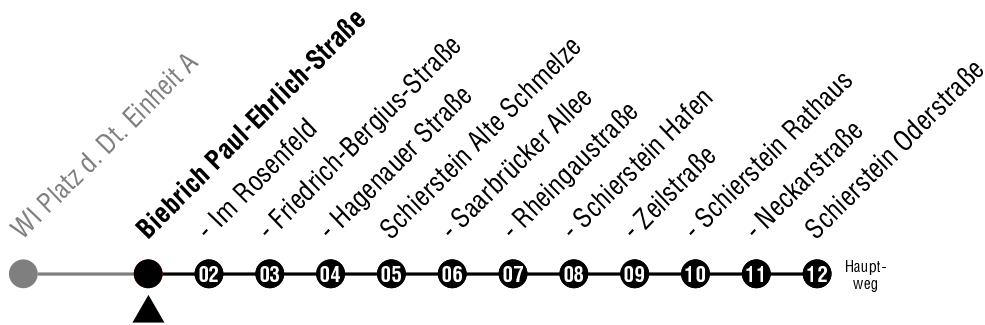 WI Platz d. Dt. Einheit A
Biebrich Paul-Ehrlich-Straße
- Im Rosenfeld
- Friedrich-Bergius-Straße
- Hagenauer Straße
Schierstein Alte Schmelze
- Saarbrücker Allee
- Rheingaustraße
- Schierstein Hafen
- Zeilstraße
- Schierstein Rathaus
- Neckarstraße
Schierstein Oderstraße
02 03 04 05 06 07 08 09 10 11 12
Haupt-
weg